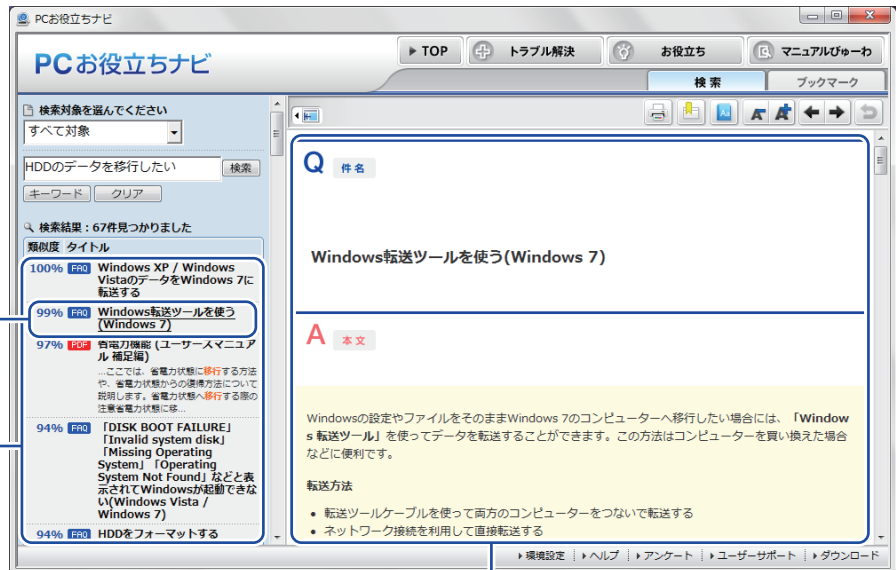 PCお役立ちナビ
PCお役立ちナビ
TOP
トラブル解決
お役立ち
マニュアルびゅーわ
検索
ブックマーク
検索対象を選んでください
すべて対象
HDDのデータを移行したい
検索
キーワード
クリア
検索結果:67件見つかりました
類似度 タイトル
100% FAQ Windows XP / Windows
VistaのデータをWindows 7に
転送する
99% FAQ Windows転送ツールを使う
(Windows 7)
97% PDF 省電力機能 (ユーザーズマニュア
ル 補足編)
...ここでは、省電力状態に移行する方法
や、省電力状態からの復帰方法について
説明します。省電力状態へ移行する際の
注意省電力状態に移...
94% FAQ 「DISK BOOT FAILURE」
「Invalid system disk」
「Missing Operating
System」「Operating
System Not Found」などと表
示されてWindowsが起動できな
い(Windows Vista /
Windows 7)
94% FAQ HDDをフォーマットする
Q 件名
Windows転送ツールを使う(Windows 7)
A 本文
Windowsの設定やファイルをそのままWindows 7のコンピューターへ移行したい場合には、「Window
s 転送ツール」を使ってデータを転送することができます。この方法はコンピューターを買い換えた場合
などに便利です。
転送方法
• 転送ツールケーブルを使って両方のコンピューターをつないで転送する
• ネットワーク接続を利用して直接転送する
環境設定
ヘルプ
アンケート
ユーザーサポート
ダウンロード